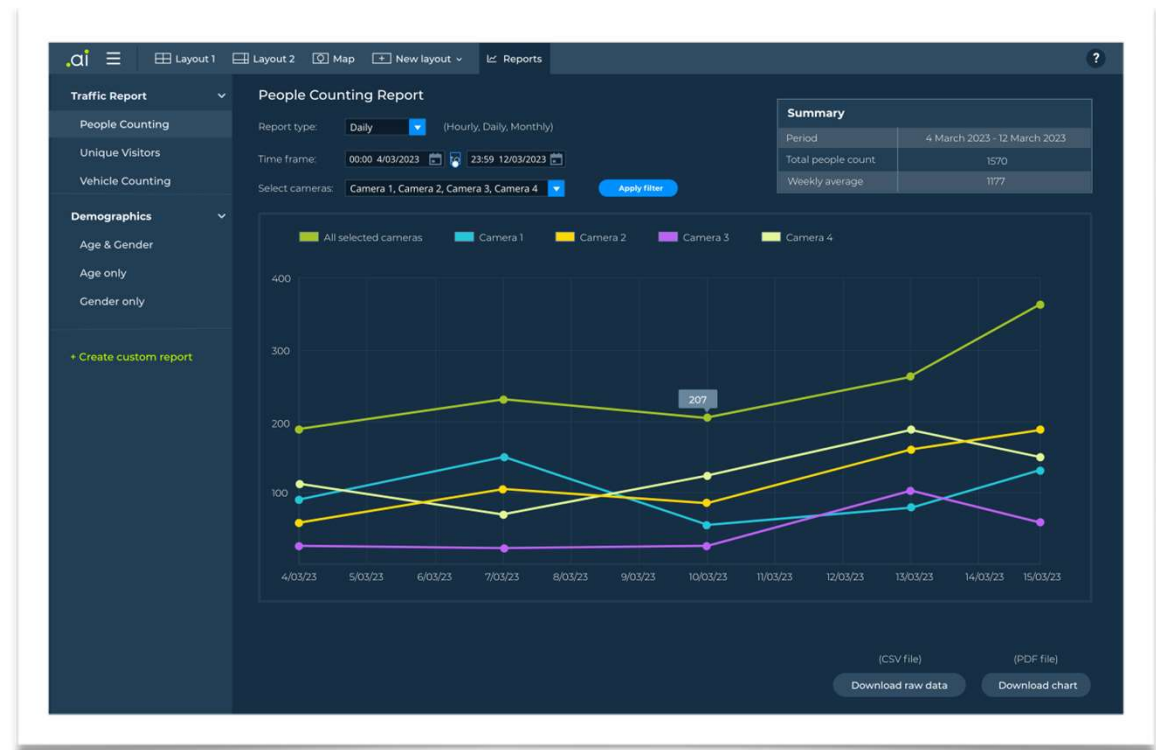 .ai Layout 1 Layout 2 Map New layout Reports ?
Traffic Report
People Counting
Unique Visitors
Vehicle Counting
Demographics
Age & Gender
Age only
Gender only
+ Create custom report
People Counting Report
Report type: Daily (Hourly, Daily, Monthly)
Time frame: 00:00 4/03/2023 23:59 12/03/2023
Select cameras: Camera 1, Camera 2, Camera 3, Camera 4 Apply filter
Summary
Period 4 March 2023 - 12 March 2023
Total people count 1570
Weekly average 1177
All selected cameras Camera 1 Camera 2 Camera 3 Camera 4
400
300
200
100
207
4/03/23 5/03/23 6/03/23 7/03/23 8/03/23 9/03/23 10/03/23 11/03/23 12/03/23 13/03/23 14/03/23 15/03/23
(CSV file) (PDF file)
Download raw data Download chart